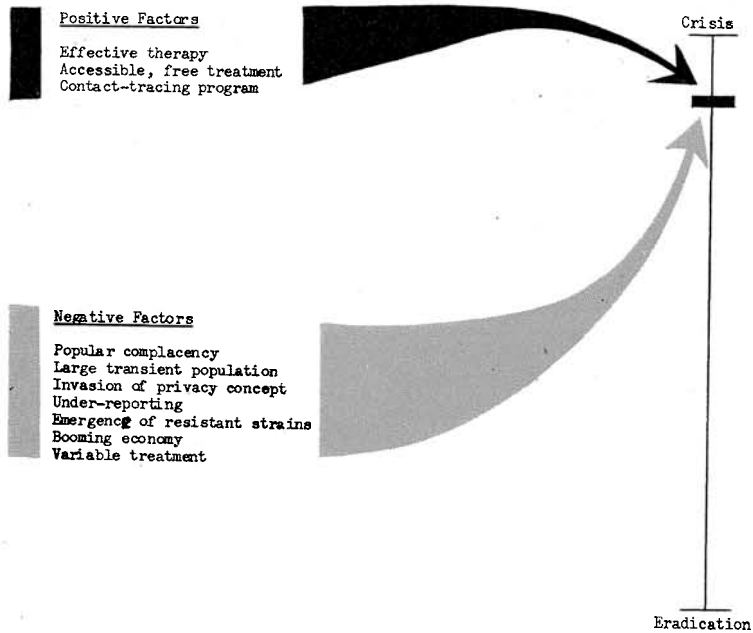 Positive Factors
Effective therapy
Accessible, free treatment
Contact-tracing program
Crisis
Negative Factors
Popular complacency
Large transient population
Invasion of privacy concept
Under-reporting
Emergence of resistant strains
Booming economy
Variable treatment
Eradication